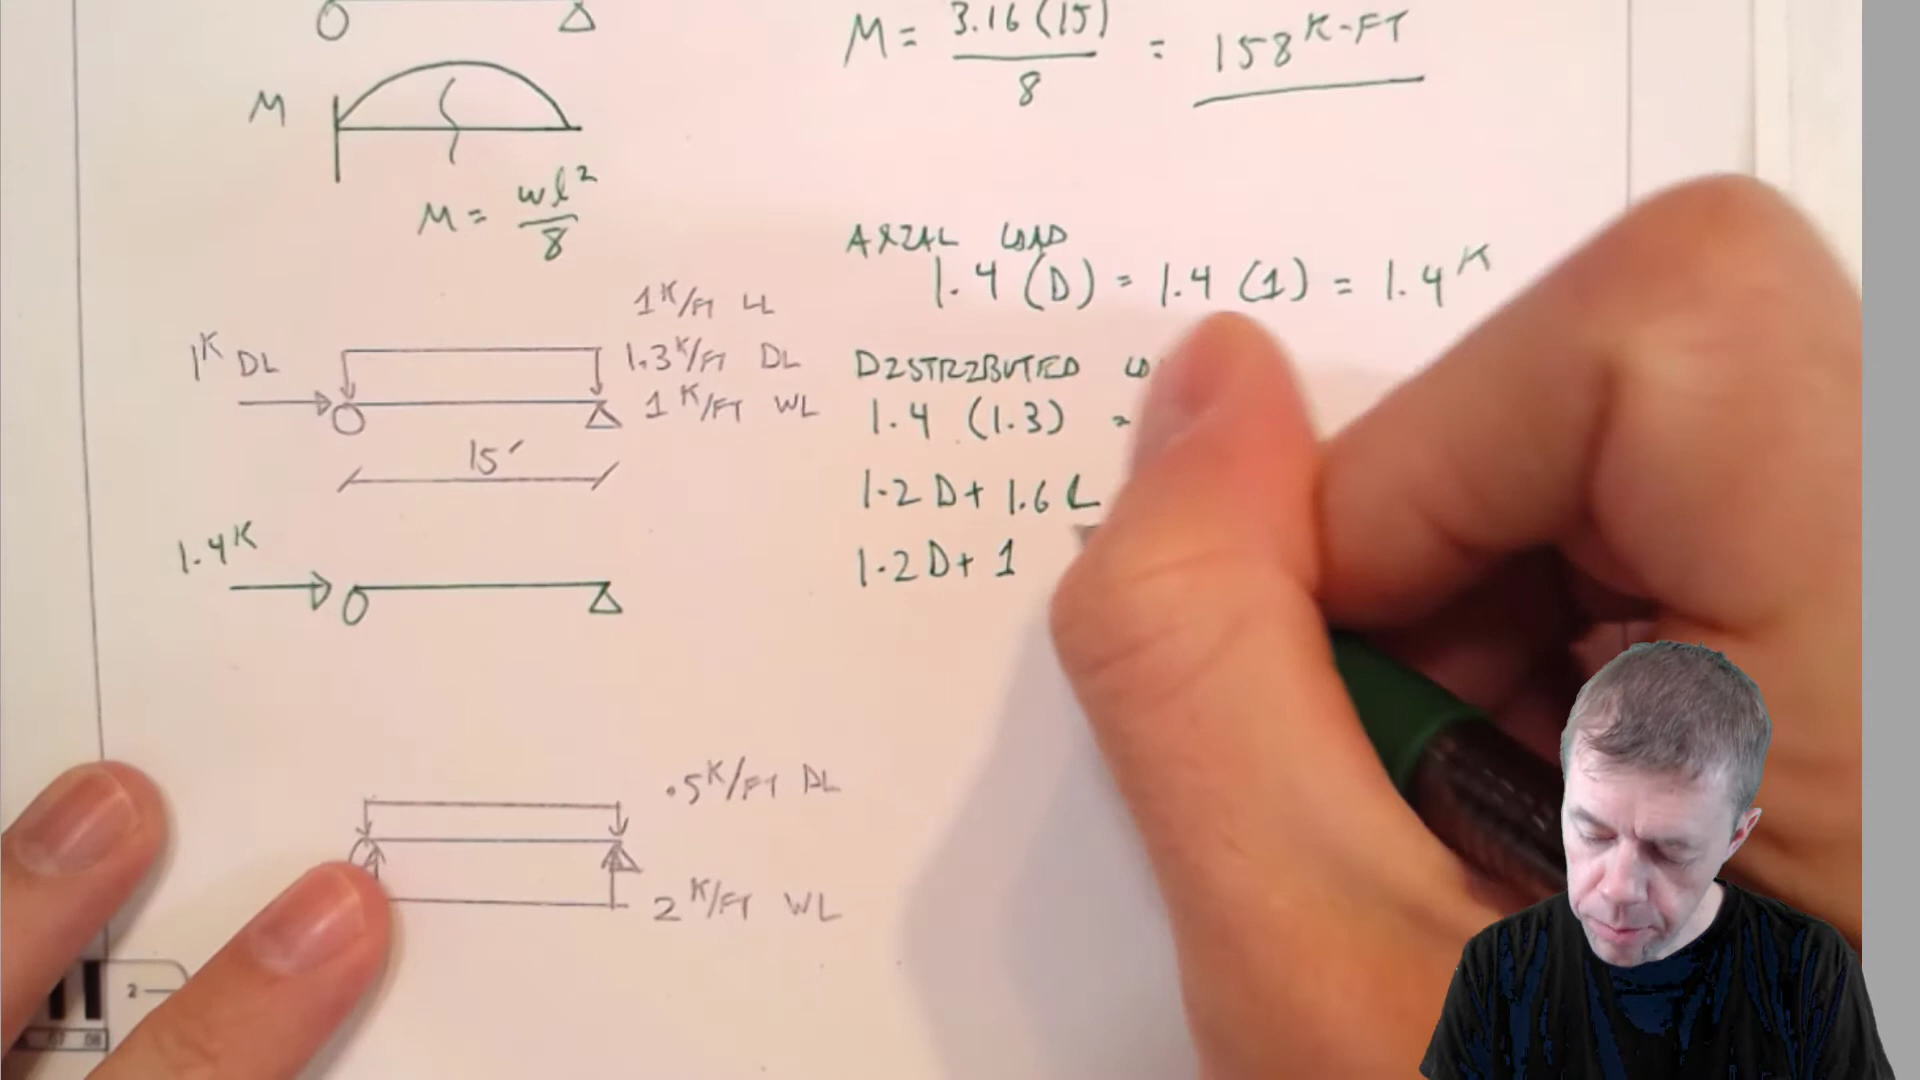 M = 3.16 (15) / 8 = 158 K-FT
M
M = wl² / 8
AXIAL LOAD
1.4 (D) = 1.4 (1) = 1.4 K
1 K/FT LL
1 K DL
1.3 K/FT DL
1 K/FT WL
15'
DISTRIBUTED
1.4 (1.3) =
1.2 D + 1.6 L
1.2 D + 1
1.4 K
.5 K/FT DL
2 K/FT WL
2